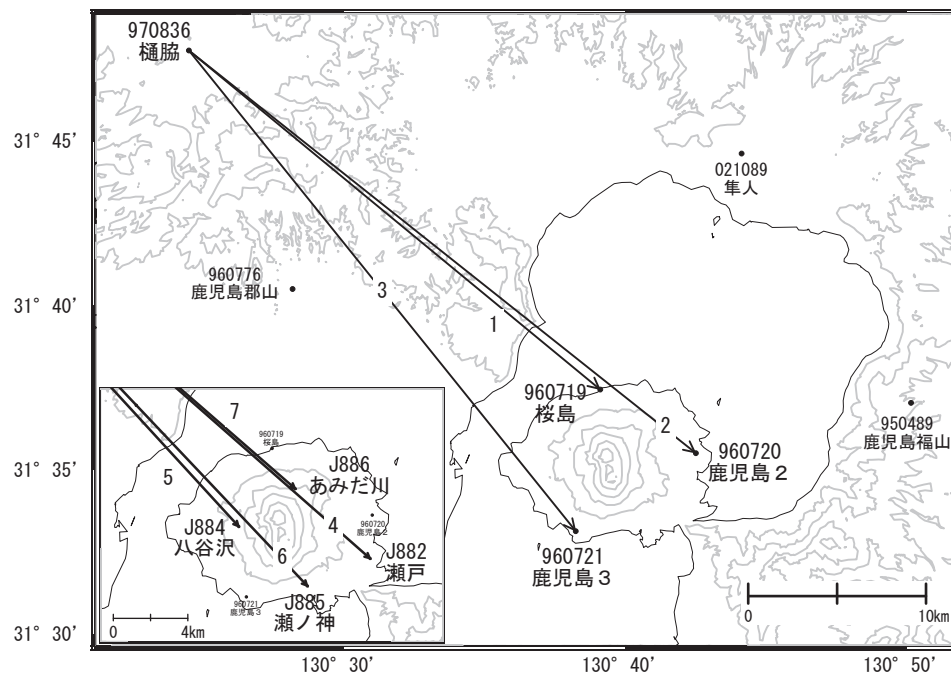 970836
樋脇
31° 45′
021089
隼人
960776
鹿児島郡山
3
31° 40′
1
960719
桜島
2
950489
鹿児島福山
960720
鹿児島2
31° 35′
960721
鹿児島3
7
960719
桜島
5
J886
あみだ川
4
960720
鹿児島2
J884
八谷沢
6
J882
瀬戸
960721
鹿児島3
J885
瀬ノ神
0 4km
0 10km
31° 30′
130° 30′ 130° 40′ 130° 50′